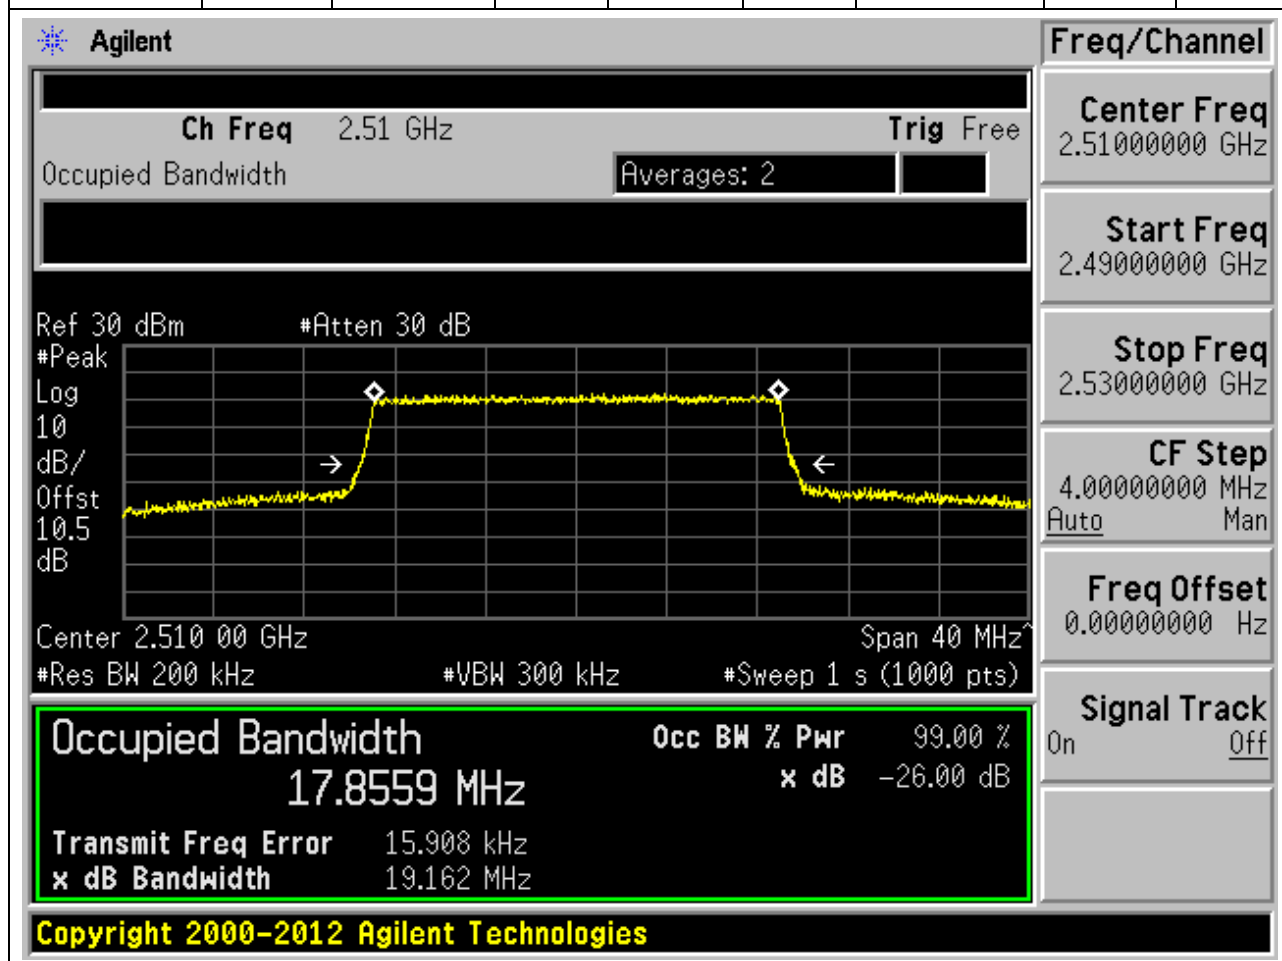 Agilent
Freq/Channel
Ch Freq 2.51 GHz Trig Free
Occupied Bandwidth Averages: 2
Center Freq
2.51000000 GHz
Start Freq
2.49000000 GHz
Stop Freq
2.53000000 GHz
CF Step
4.00000000 MHz
Auto Man
Freq Offset
0.00000000 Hz
Signal Track
On Off
Ref 30 dBm #Atten 30 dB
#Peak
Log
10
dB/
Offst
10.5
dB
Center 2.510 00 GHz Span 40 MHz^
#Res BW 200 kHz #VBW 300 kHz #Sweep 1 s (1000 pts)
Occupied Bandwidth Occ BW % Pwr 99.00 %
17.8559 MHz x dB -26.00 dB
Transmit Freq Error 15.908 kHz
x dB Bandwidth 19.162 MHz
Copyright 2000-2012 Agilent Technologies